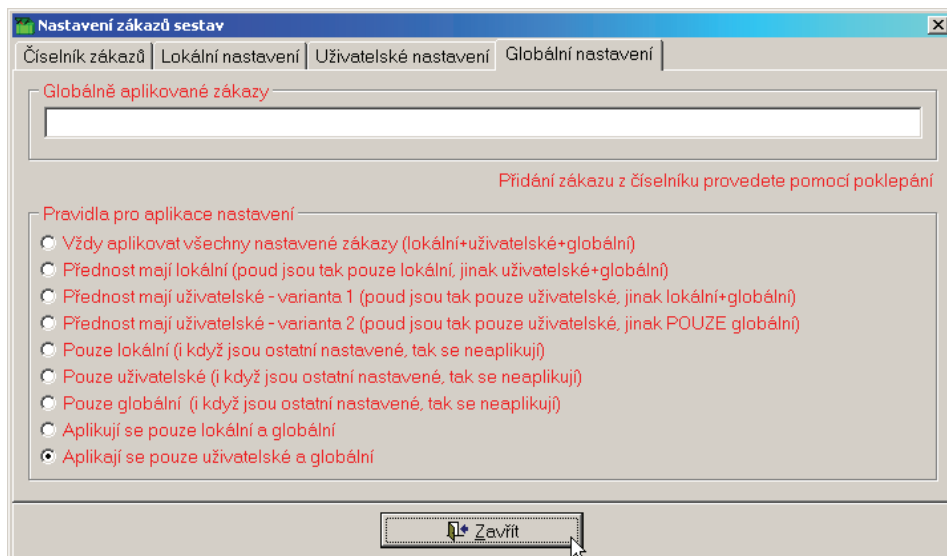 Nastavení zákazů sestav
Číselník zákazů Lokální nastavení Uživatelské nastavení Globální nastavení
Globálně aplikované zákazy
Přidání zákazu z číselníku provedete pomocí poklepání
Pravidla pro aplikace nastavení
Vždy aplikovat všechny nastavené zákazy (lokální+uživatelské+globální)
Přednost mají lokální (poud jsou tak pouze lokální, jinak uživatelské+globální)
Přednost mají uživatelské - varianta 1 (poud jsou tak pouze uživatelské, jinak lokální+globální)
Přednost mají uživatelské - varianta 2 (poud jsou tak pouze uživatelské, jinak POUZE globální)
Pouze lokální (i když jsou ostatní nastavené, tak se neaplikují)
Pouze uživatelské (i když jsou ostatní nastavené, tak se neaplikují)
Pouze globální (i když jsou ostatní nastavené, tak se neaplikují)
Aplikují se pouze lokální a globální
Aplikají se pouze uživatelské a globální
Zavřít